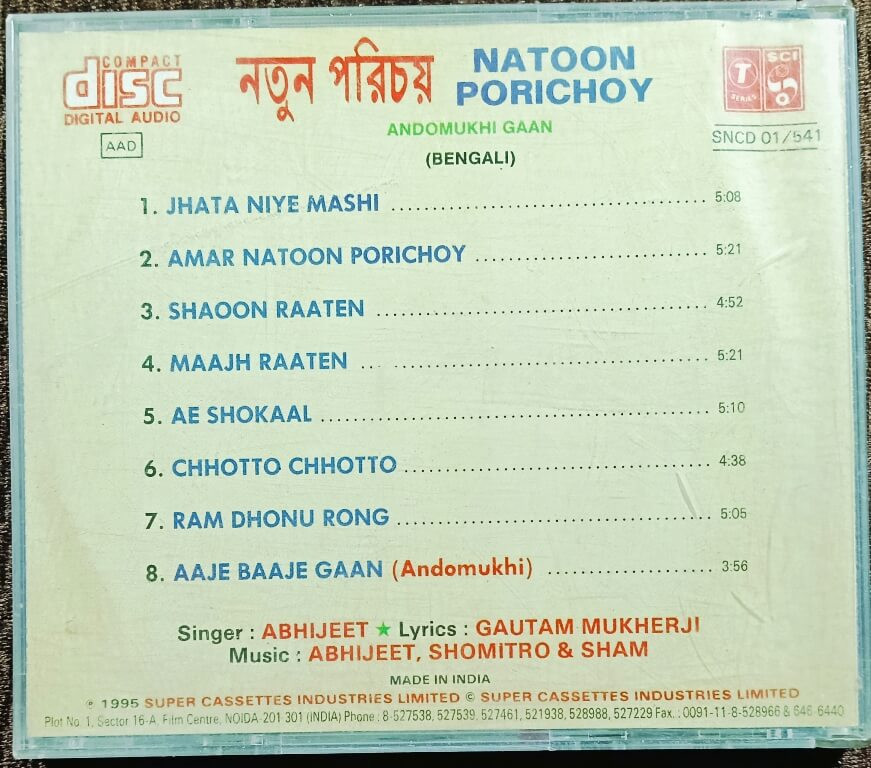 COMPACT
disc
DIGITAL AUDIO
AAD
নতুন পরিচয়
NATOON
PORICHOY
T
SERIES
SCI
SNCD 01/541
ANDOMUKHI GAAN
(BENGALI)
1. JHATA NIYE MASHI .......................................... 5:08
2. AMAR NATOON PORICHOY .............................. 5:21
3. SHAOON RAATEN .......................................... 4:52
4. MAAJH RAATEN ............................................. 5:21
5. AE SHOKAAL .................................................. 5:10
6. CHHOTTO CHHOTTO ....................................... 4:38
7. RAM DHONU RONG ........................................ 5:05
8. AAJE BAAJE GAAN (Andomukhi) ...................... 3:56
Singer : ABHIJEET ★ Lyrics : GAUTAM MUKHERJI
Music : ABHIJEET, SHOMITRO & SHAM
MADE IN INDIA
℗ 1995 SUPER CASSETTES INDUSTRIES LIMITED © SUPER CASSETTES INDUSTRIES LIMITED
Plot No. 1, Sector 16-A, Film Centre, NOIDA-201 301 (INDIA) Phone : 8-527538, 527539, 527461, 521938, 528988, 527229 Fax. : 0091-11-8-528966 & 646-6440